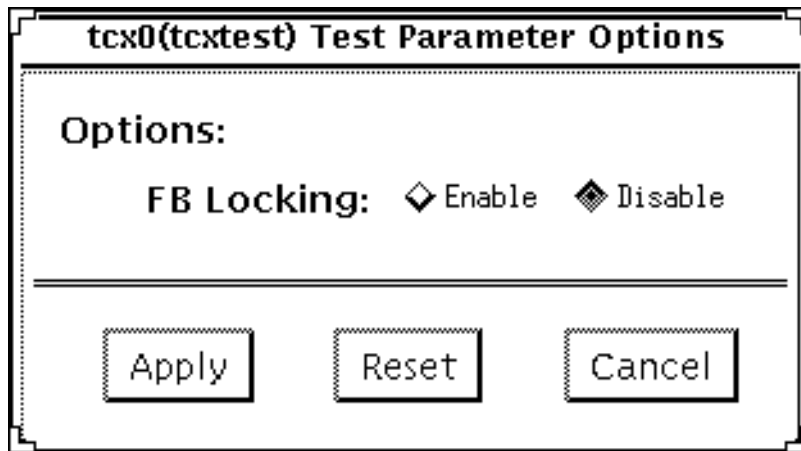 tcx0(tcxtest) Test Parameter Options
Options:
FB Locking: Enable Disable
Apply Reset Cancel